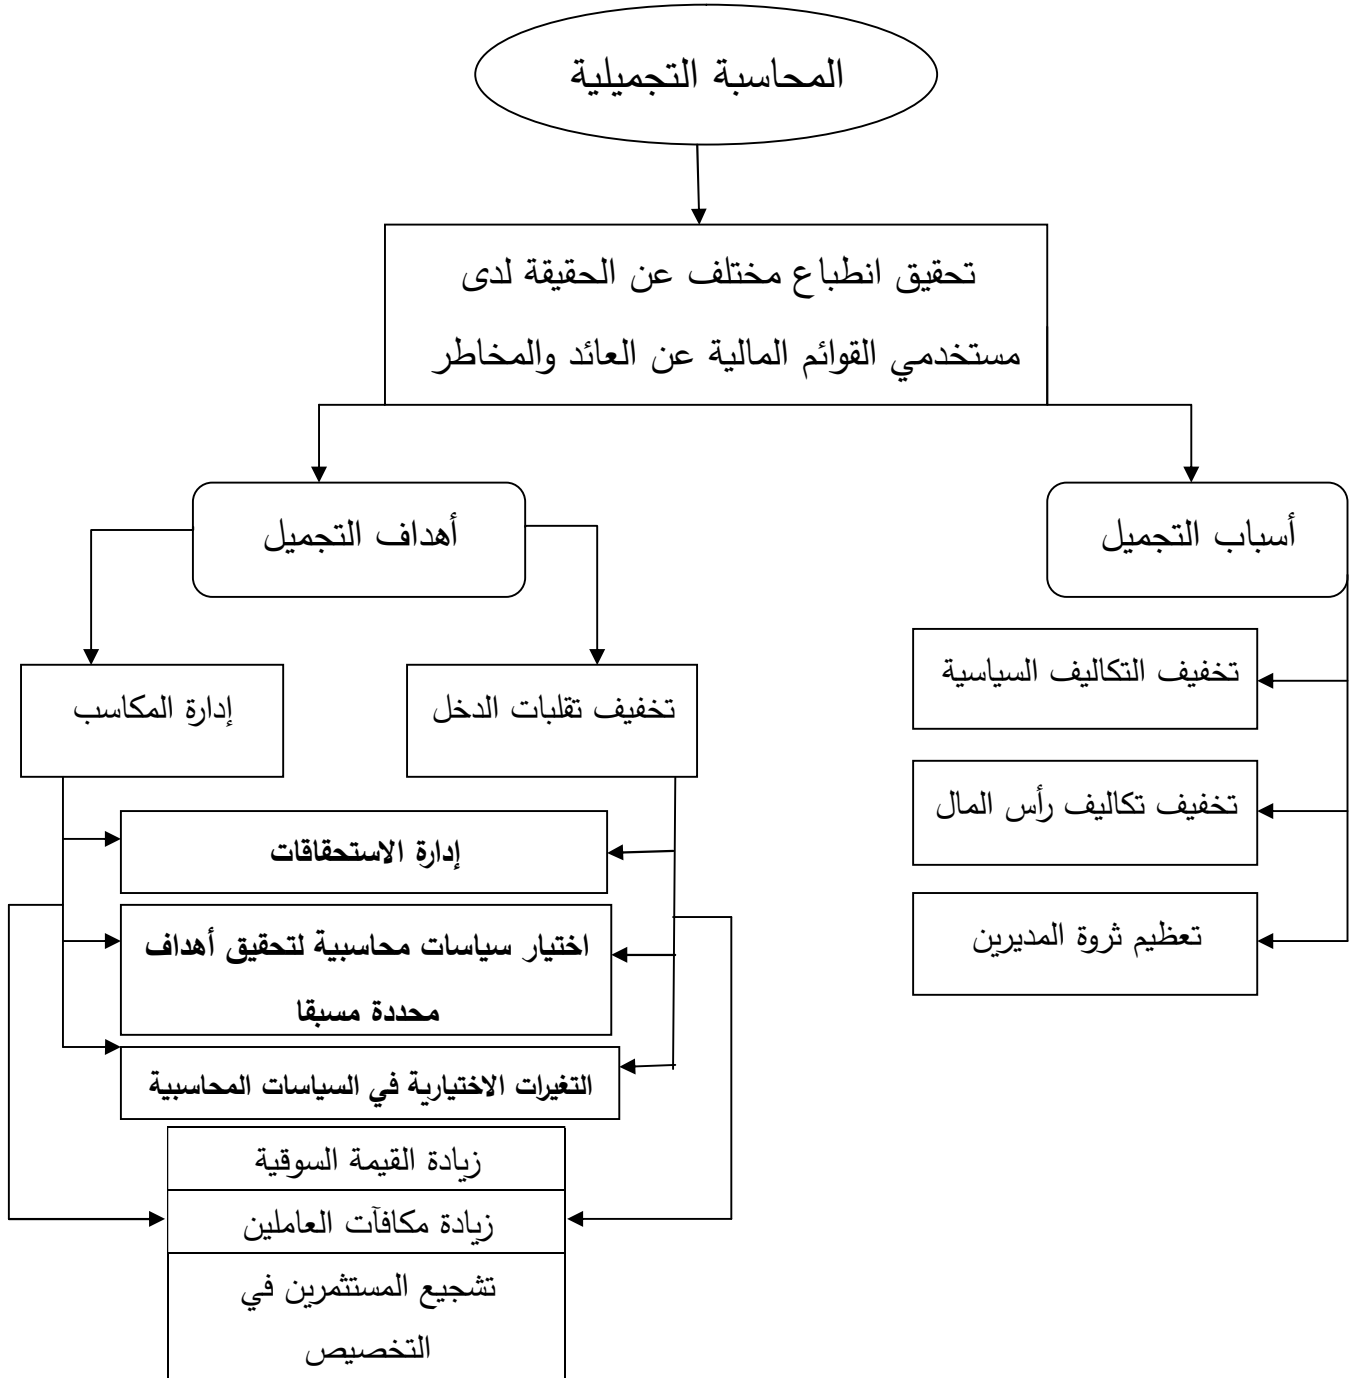 المحاسبة التجميلية
تحقيق انطباع مختلف عن الحقيقة لدى
مستخدمي القوائم المالية عن العائد والمخاطر
أسباب التجميل
تخفيف التكاليف السياسية
تخفيف تكاليف رأس المال
تعظيم ثروة المديرين
أهداف التجميل
تخفيف تقلبات الدخل
إدارة المكاسب
إدارة الاستحقاقات
اختيار سياسات محاسبية لتحقيق أهداف
محددة مسبقا
التغيرات الاختيارية في السياسات المحاسبية
زيادة القيمة السوقية
زيادة مكافآت العاملين
تشجيع المستثمرين في
التخصيص